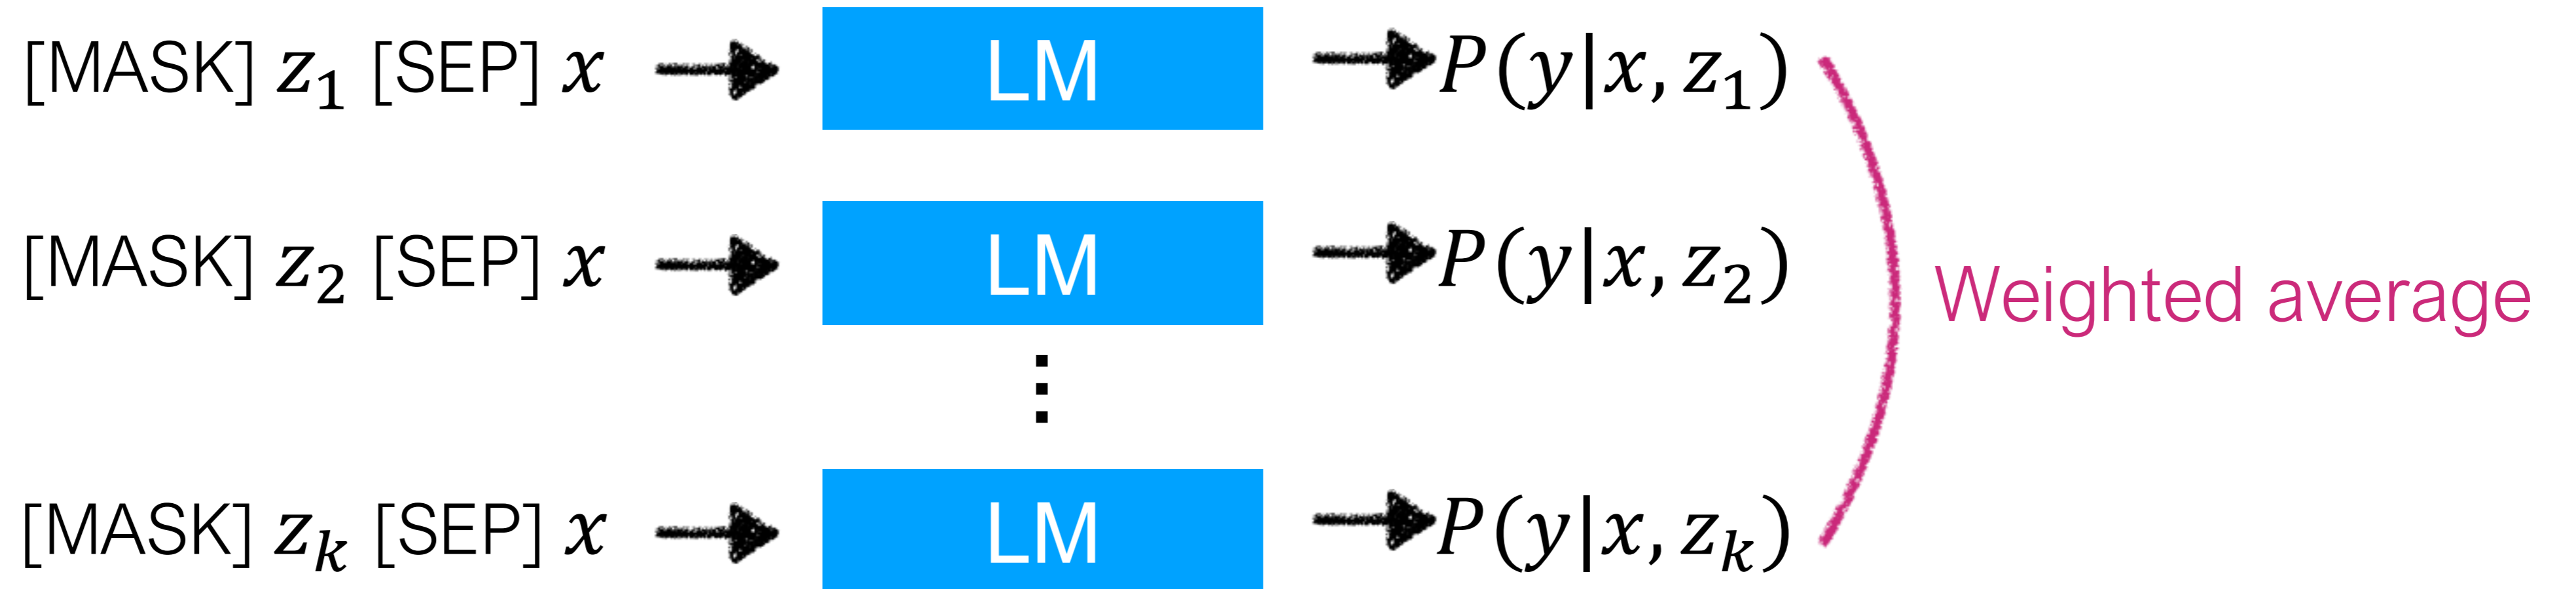 [MASK] z₁ [SEP] x → LM → P(y|x, z₁)
[MASK] z₂ [SEP] x → LM → P(y|x, z₂)
Weighted average
⋮
[MASK] zₖ [SEP] x → LM → P(y|x, zₖ)